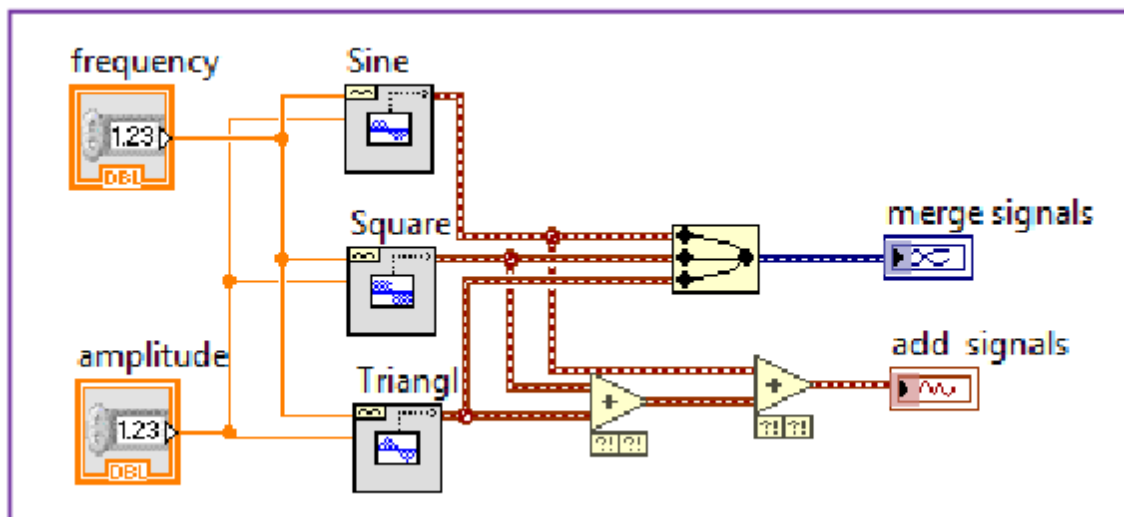 frequency
Sine
1.23
DBL
Square
merge signals
amplitude
add signals
Triangl
1.23
DBL
?! ?!
?! ?!